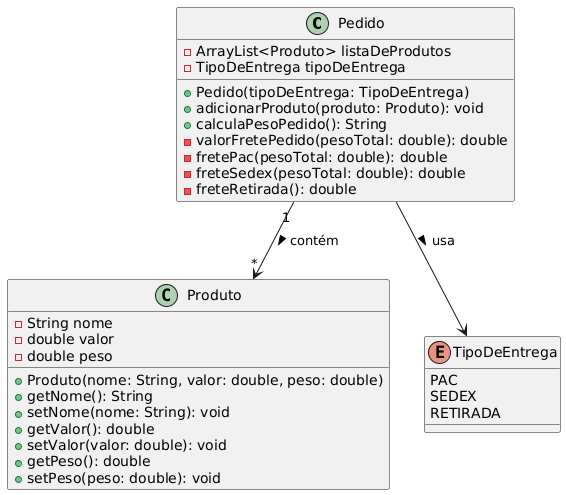 C Pedido
ArrayList<Produto> listaDeProdutos
TipoDeEntrega tipoDeEntrega
Pedido(tipoDeEntrega: TipoDeEntrega)
adicionarProduto(produto: Produto): void
calculaPesoPedido(): String
valorFretePedido(pesoTotal: double): double
fretePac(pesoTotal: double): double
freteSedex(pesoTotal: double): double
freteRetirada(): double
1
contém
usa
*
C Produto
String nome
double valor
double peso
Produto(nome: String, valor: double, peso: double)
getNome(): String
setNome(nome: String): void
getValor(): double
setValor(valor: double): void
getPeso(): double
setPeso(peso: double): void
E TipoDeEntrega
PAC
SEDEX
RETIRADA